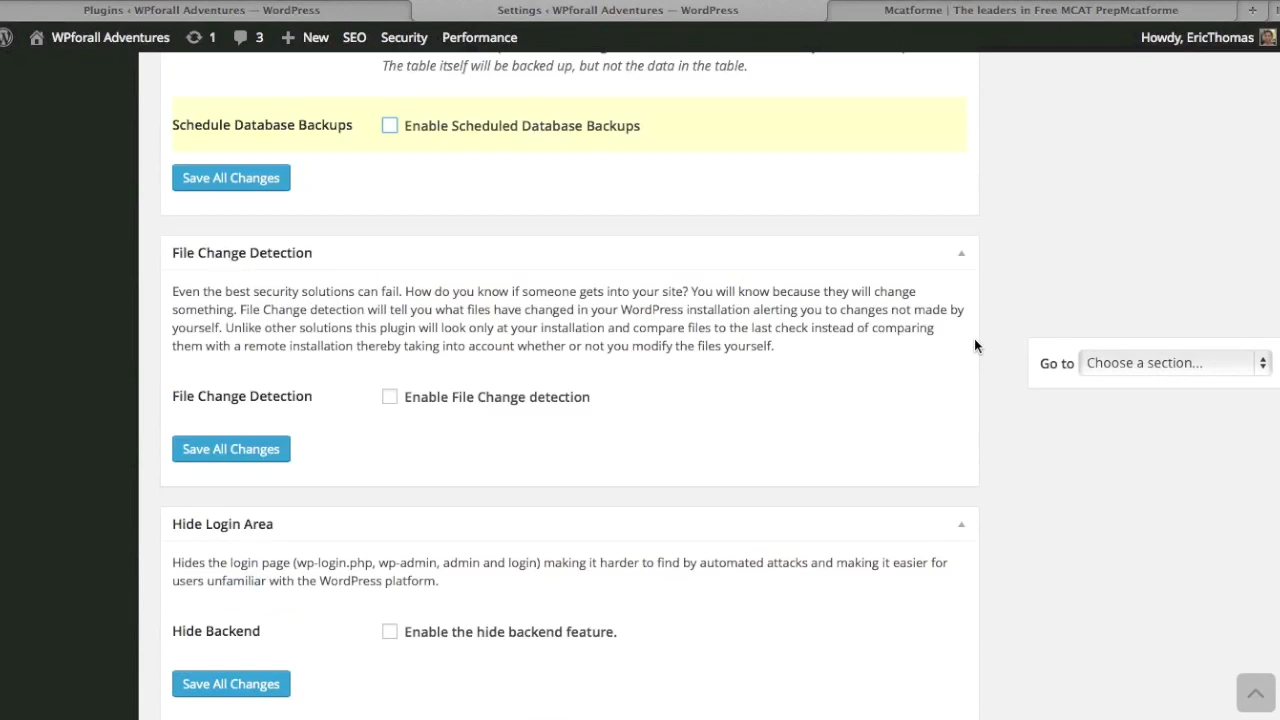 Plugins ‹ WPforall Adventures — WordPress
Settings ‹ WPforall Adventures — WordPress
Mcatforme | The leaders in Free MCAT PrepMcatforme
WPforall Adventures 1 3 New SEO Security Performance Howdy, EricThomas
The table itself will be backed up, but not the data in the table.
Schedule Database Backups Enable Scheduled Database Backups
Save All Changes
File Change Detection
Even the best security solutions can fail. How do you know if someone gets into your site? You will know because they will change
something. File Change detection will tell you what files have changed in your WordPress installation alerting you to changes not made by
yourself. Unlike other solutions this plugin will look only at your installation and compare files to the last check instead of comparing
them with a remote installation thereby taking into account whether or not you modify the files yourself.
Go to Choose a section...
File Change Detection Enable File Change detection
Save All Changes
Hide Login Area
Hides the login page (wp-login.php, wp-admin, admin and login) making it harder to find by automated attacks and making it easier for
users unfamiliar with the WordPress platform.
Hide Backend Enable the hide backend feature.
Save All Changes